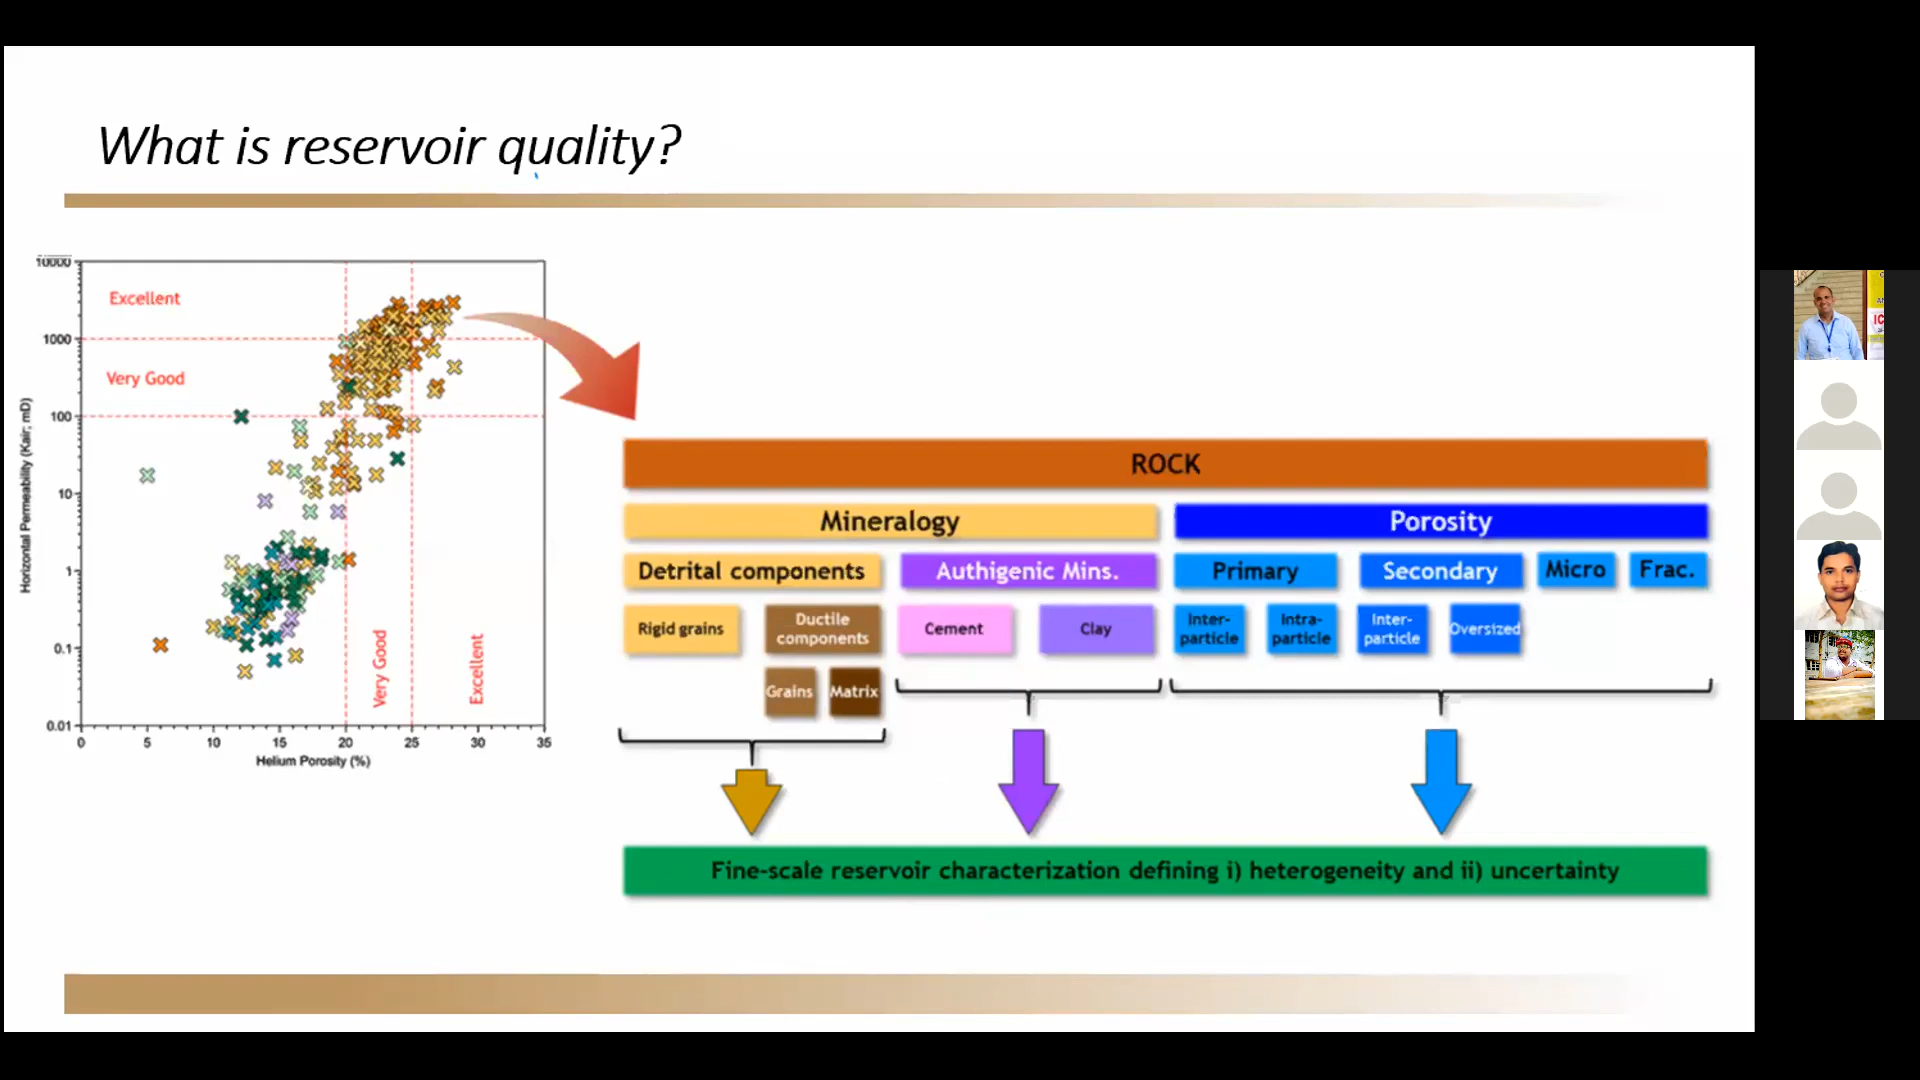 What is reservoir quality?
10000
1000
100
10
1
0.1
0.01
Horizontal Permeability (Kair; mD)
Excellent
Very Good
Very Good
Excellent
0 5 10 15 20 25 30 35
Helium Porosity (%)
ROCK
Mineralogy
Porosity
Detrital components
Authigenic Mins.
Primary
Secondary
Micro
Frac.
Rigid grains
Ductile
components
Cement
Clay
Inter-
particle
Intra-
particle
Inter-
particle
Oversized
Grains
Matrix
Fine-scale reservoir characterization defining i) heterogeneity and ii) uncertainty